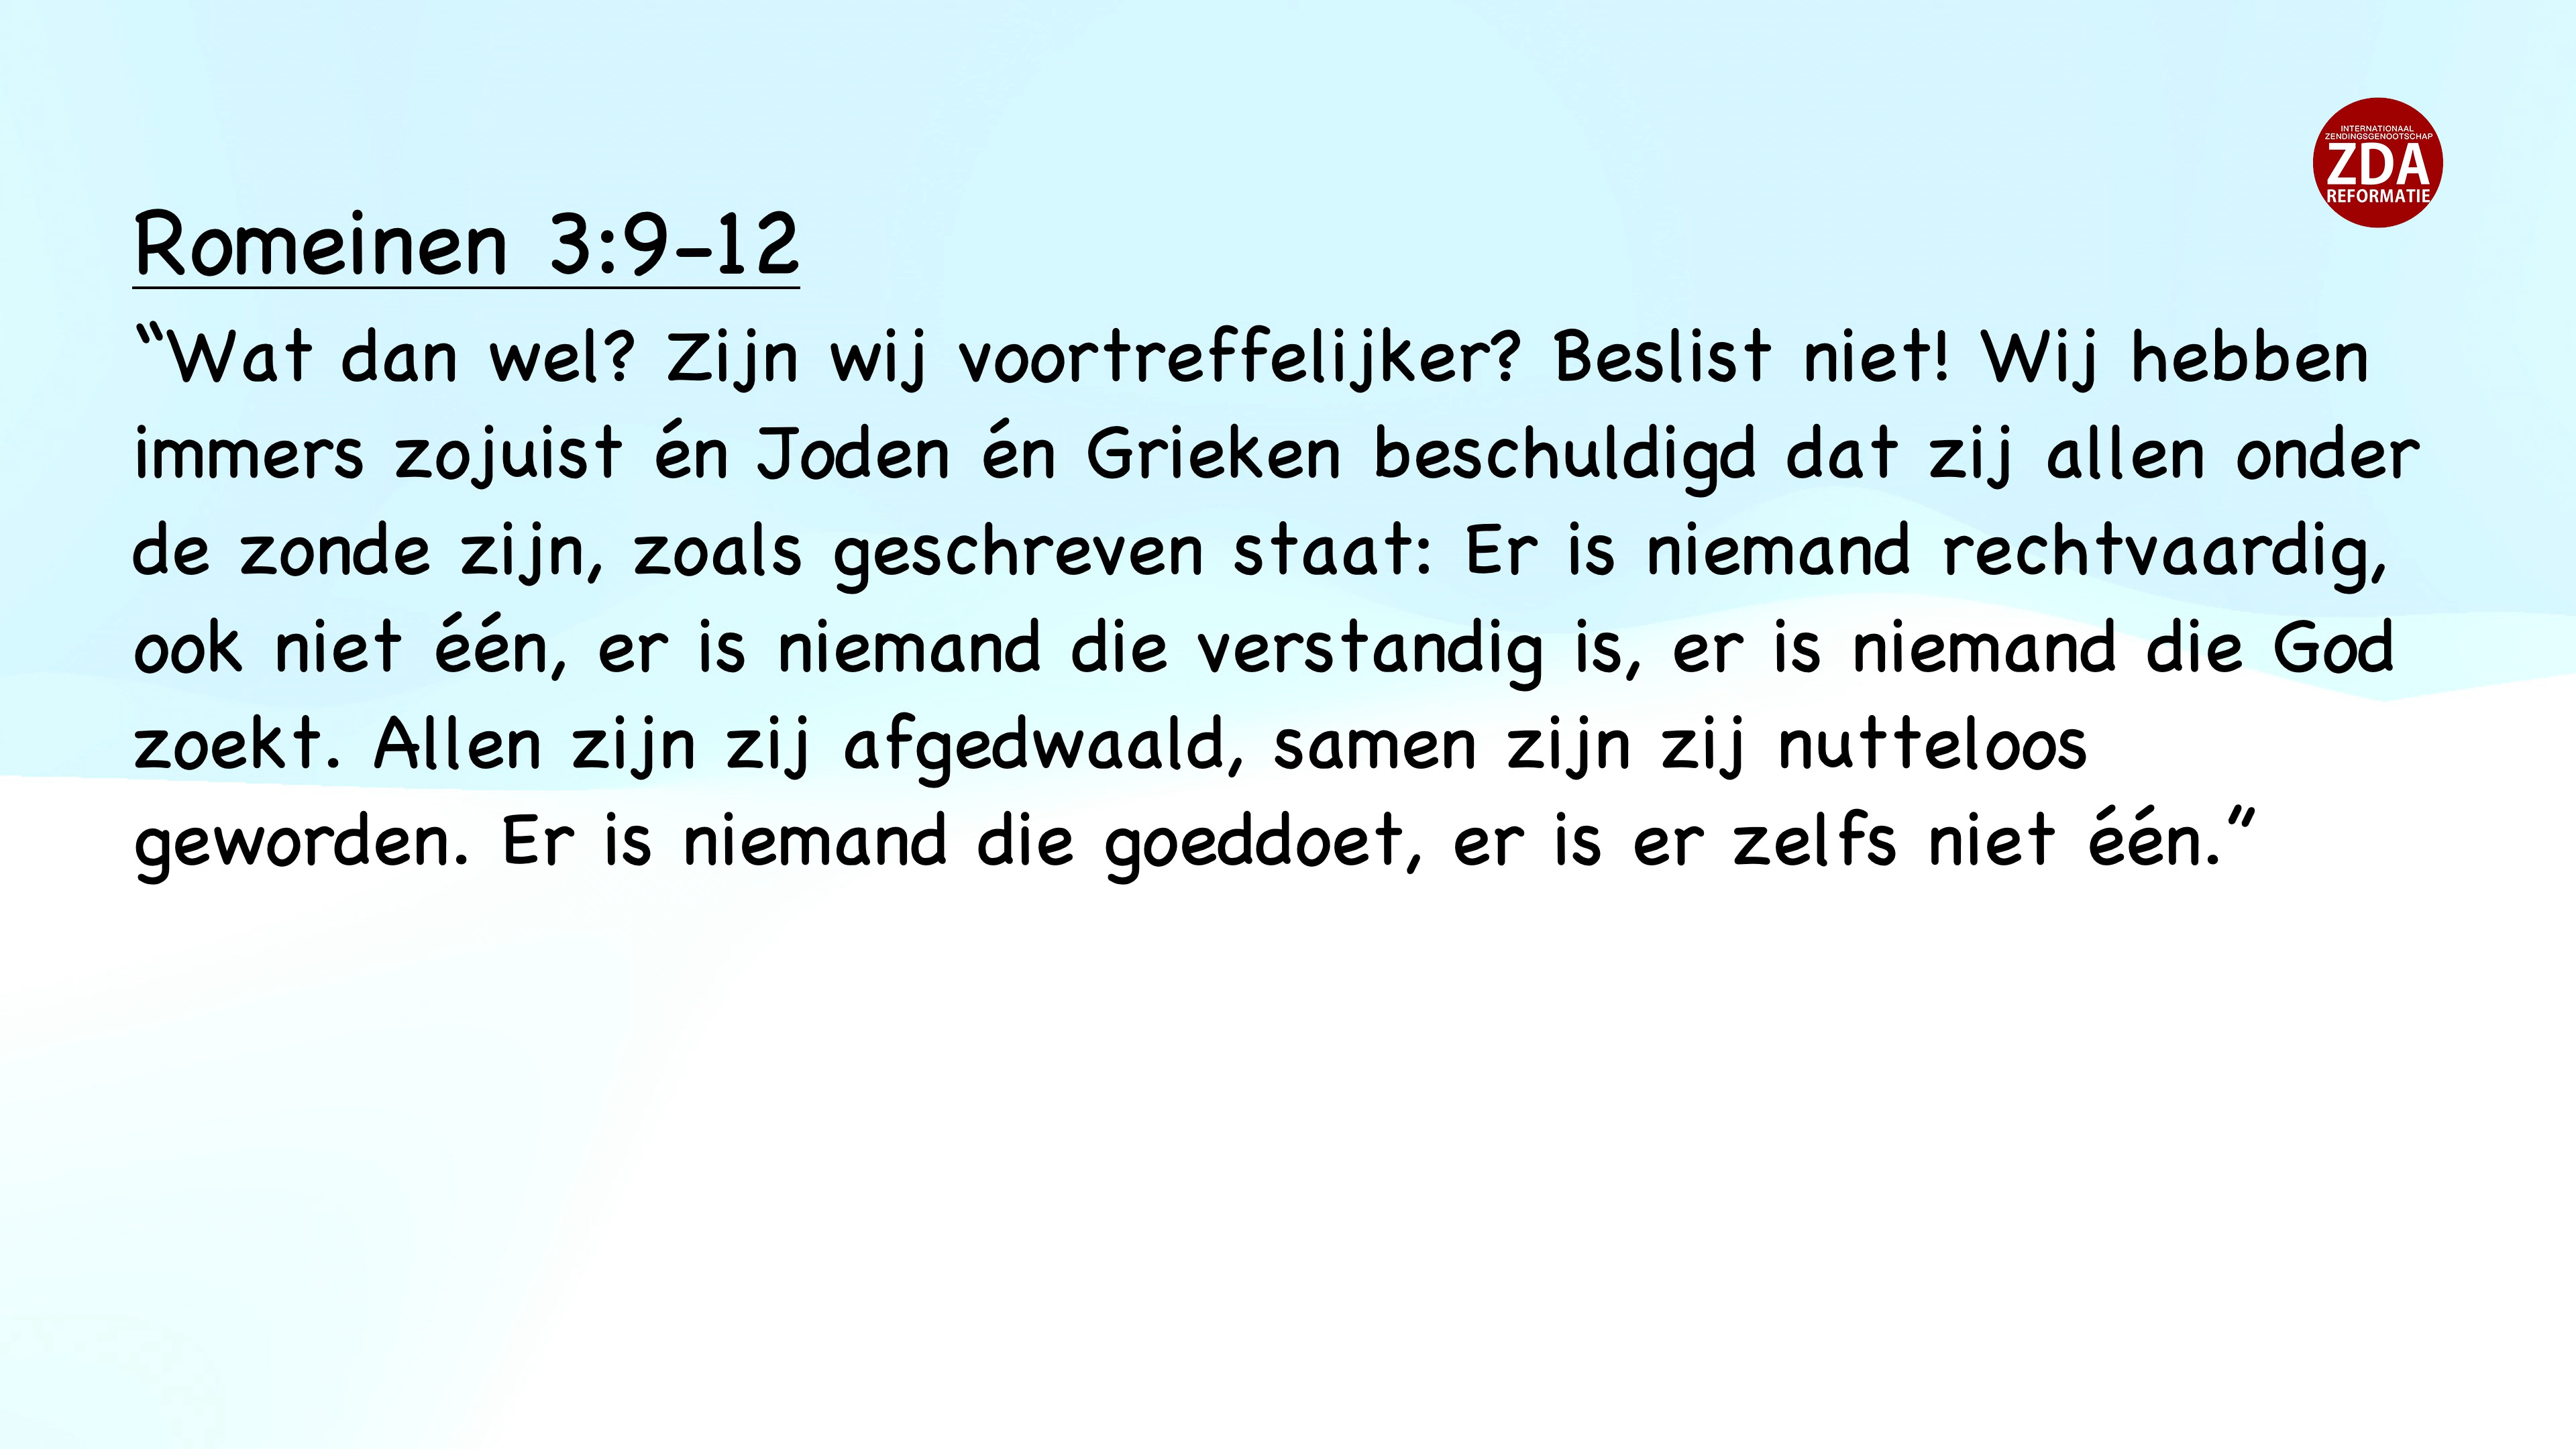 INTERNATIONAAL
ZENDINGSGENOOTSCHAP
ZDA
REFORMATIE
Romeinen 3:9-12
“Wat dan wel? Zijn wij voortreffelijker? Beslist niet! Wij hebben
immers zojuist én Joden én Grieken beschuldigd dat zij allen onder
de zonde zijn, zoals geschreven staat: Er is niemand rechtvaardig,
ook niet één, er is niemand die verstandig is, er is niemand die God
zoekt. Allen zijn zij afgedwaald, samen zijn zij nutteloos
geworden. Er is niemand die goeddoet, er is er zelfs niet één.”